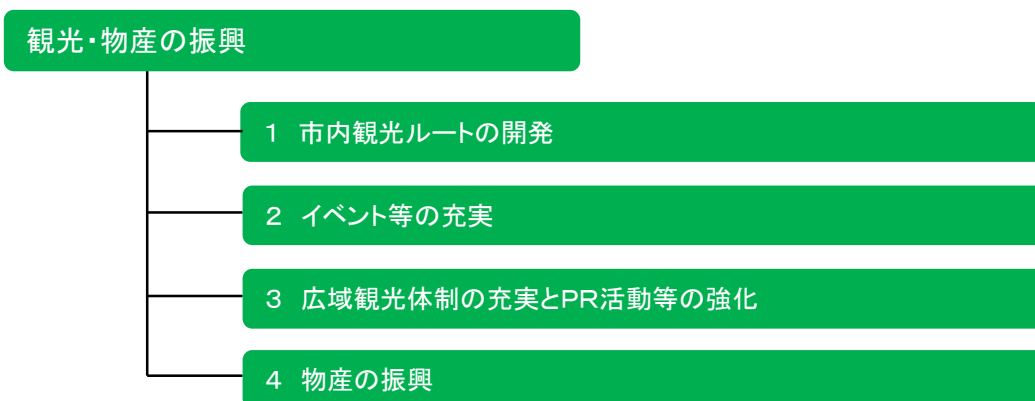 観光・物産の振興
１ 市内観光ルートの開発
２ イベント等の充実
３ 広域観光体制の充実とＰＲ活動等の強化
４ 物産の振興